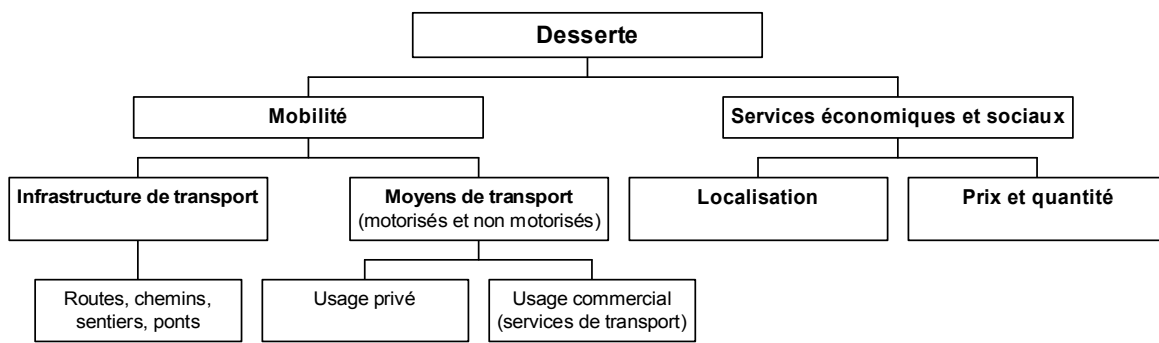 Desserte
Mobilité
Services économiques et sociaux
Infrastructure de transport
Moyens de transport
(motorisés et non motorisés)
Localisation
Prix et quantité
Routes, chemins,
sentiers, ponts
Usage privé
Usage commercial
(services de transport)